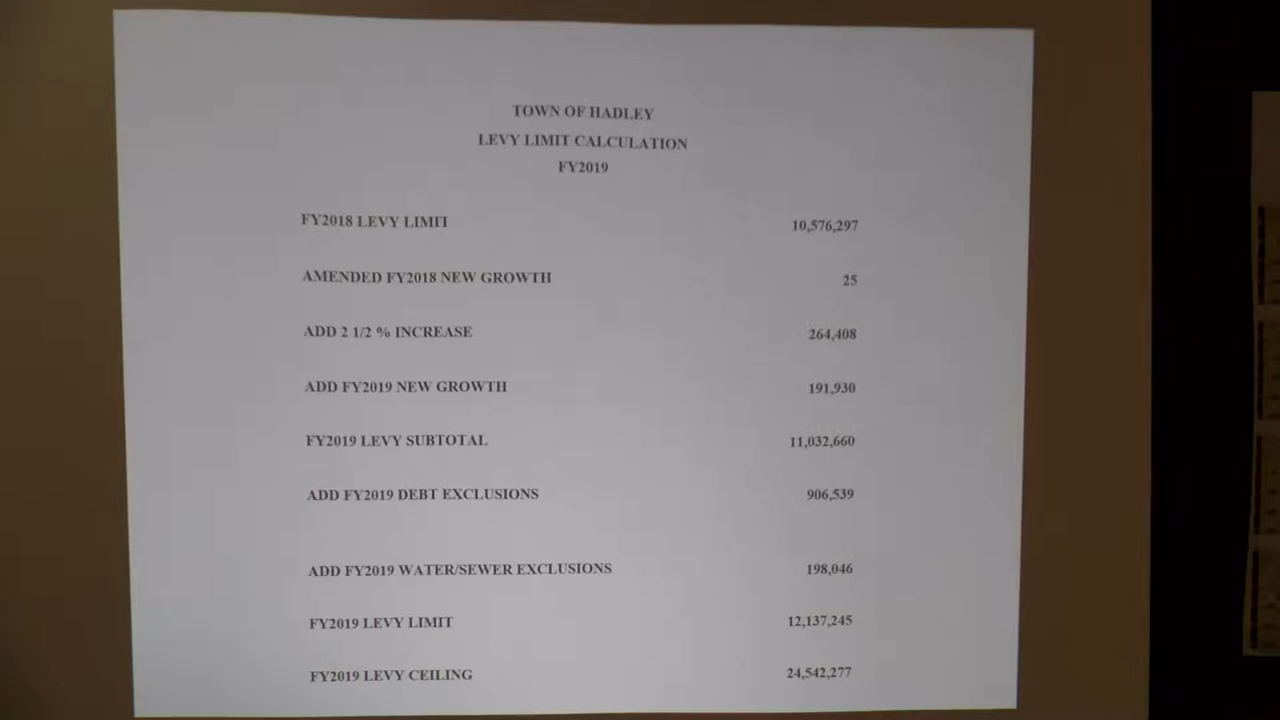 TOWN OF HADLEY
LEVY LIMIT CALCULATION
FY2019
FY2018 LEVY LIMIT 10,576,297
AMENDED FY2018 NEW GROWTH 25
ADD 2 1/2 % INCREASE 264,408
ADD FY2019 NEW GROWTH 191,930
FY2019 LEVY SUBTOTAL 11,032,660
ADD FY2019 DEBT EXCLUSIONS 906,539
ADD FY2019 WATER/SEWER EXCLUSIONS 198,046
FY2019 LEVY LIMIT 12,137,245
FY2019 LEVY CEILING 24,542,277